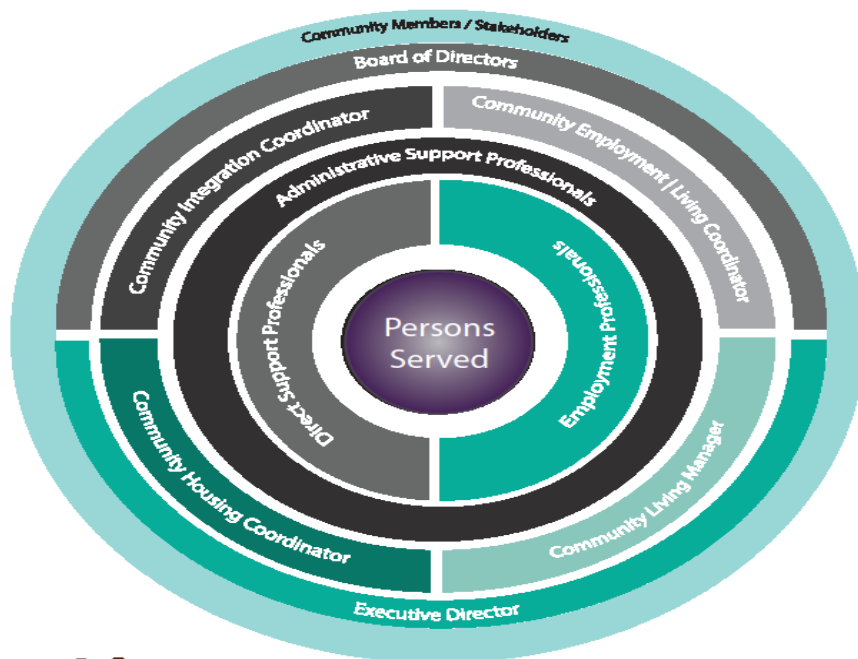 Community Members / Stakeholders
Board of Directors
Community Integration Coordinator
Community Employment / Living Coordinator
Administrative Support Professionals
Direct Support Professionals
Employment Professionals
Persons
Served
Community Housing Coordinator
Community Living Manager
Executive Director